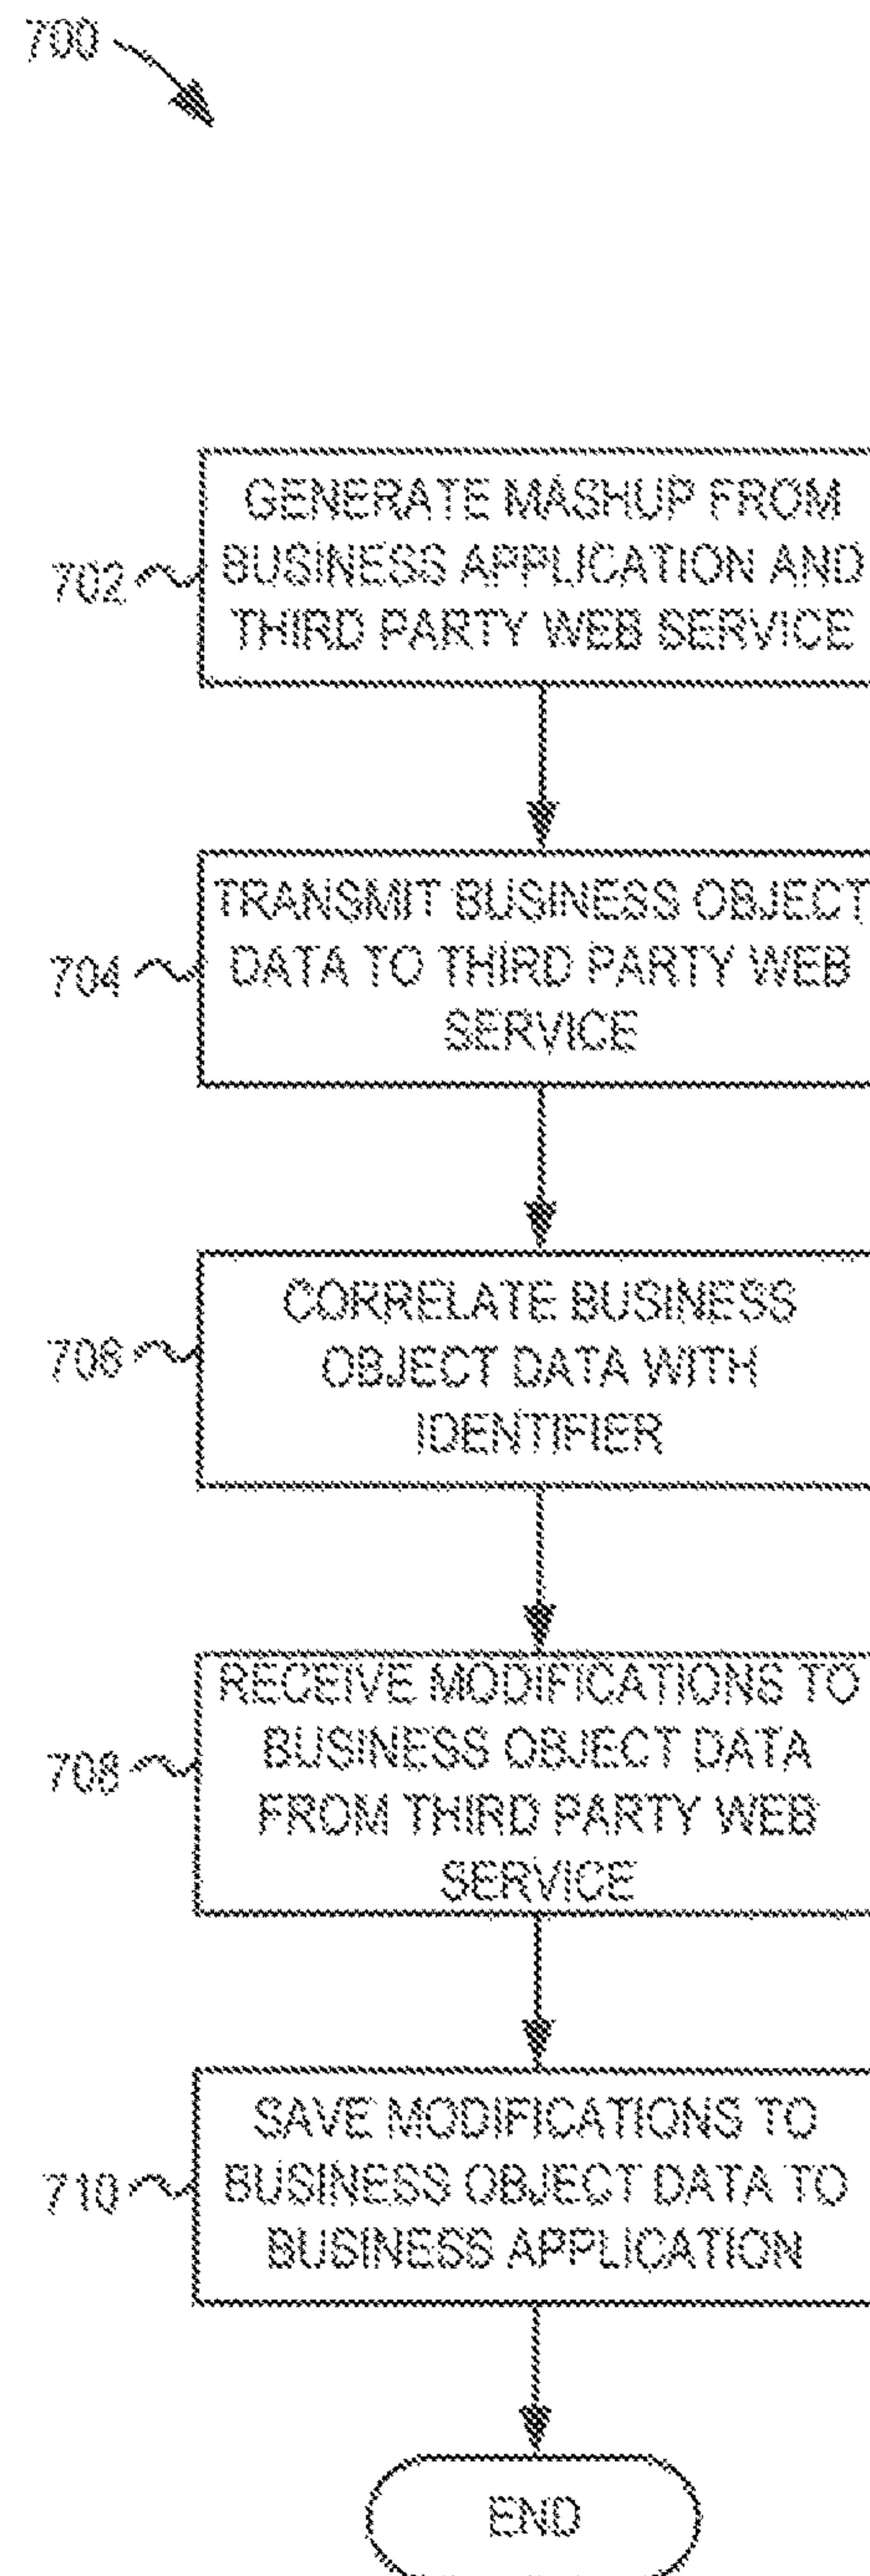 700
GENERATE MASHUP FROM
702
BUSINESS APPLICATION AND
THIRD PARTY WEB SERVICE
TRANSMIT BUSINESS OBJECT
704
DATA TO THIRD PARTY WEB
SERVICE
CORRELATE BUSINESS
706
OBJECT DATA WITH
IDENTIFIER
RECEIVE MODIFICATIONS TO
708
BUSINESS OBJECT DATA
FROM THIRD PARTY WEB
SERVICE
SAVE MODIFICATIONS TO
710
BUSINESS OBJECT DATA TO
BUSINESS APPLICATION
END